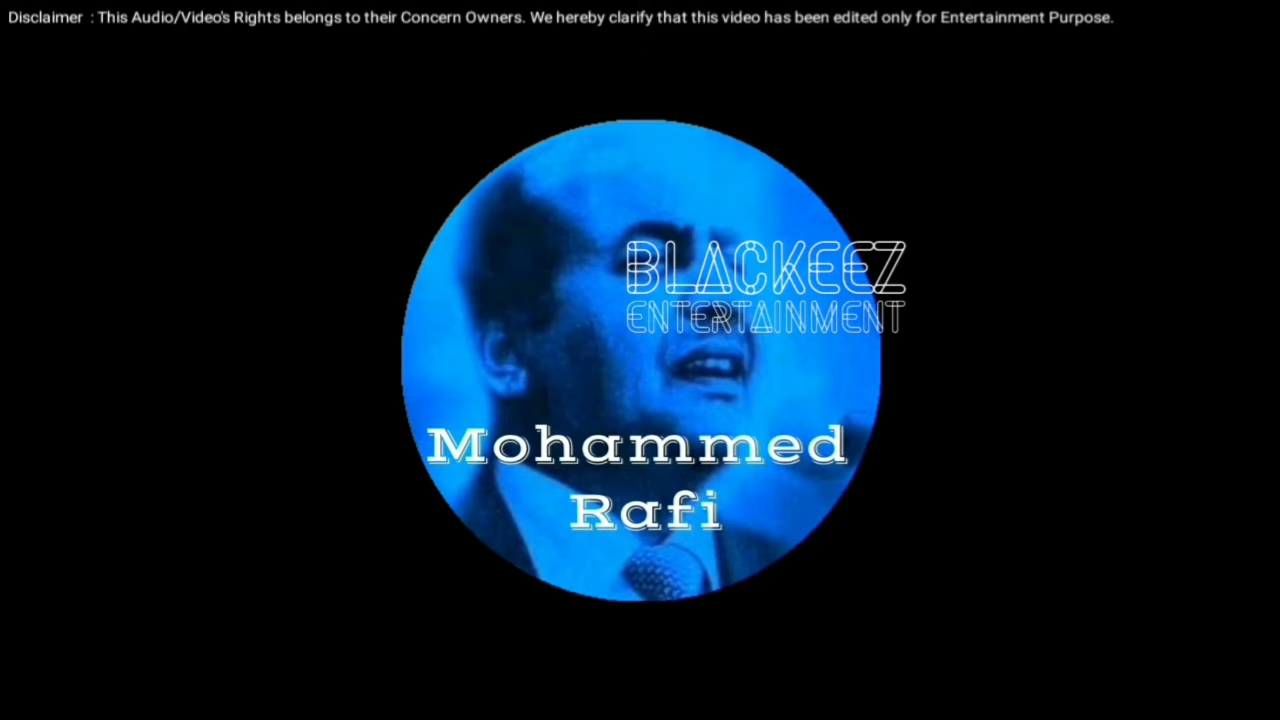 Disclaimer : This Audio/Video's Rights belongs to their Concern Owners. We hereby clarify that this video has been edited only for Entertainment Purpose.
BLACKEEZ
ENTERTAINMENT
Mohammed
Rafi